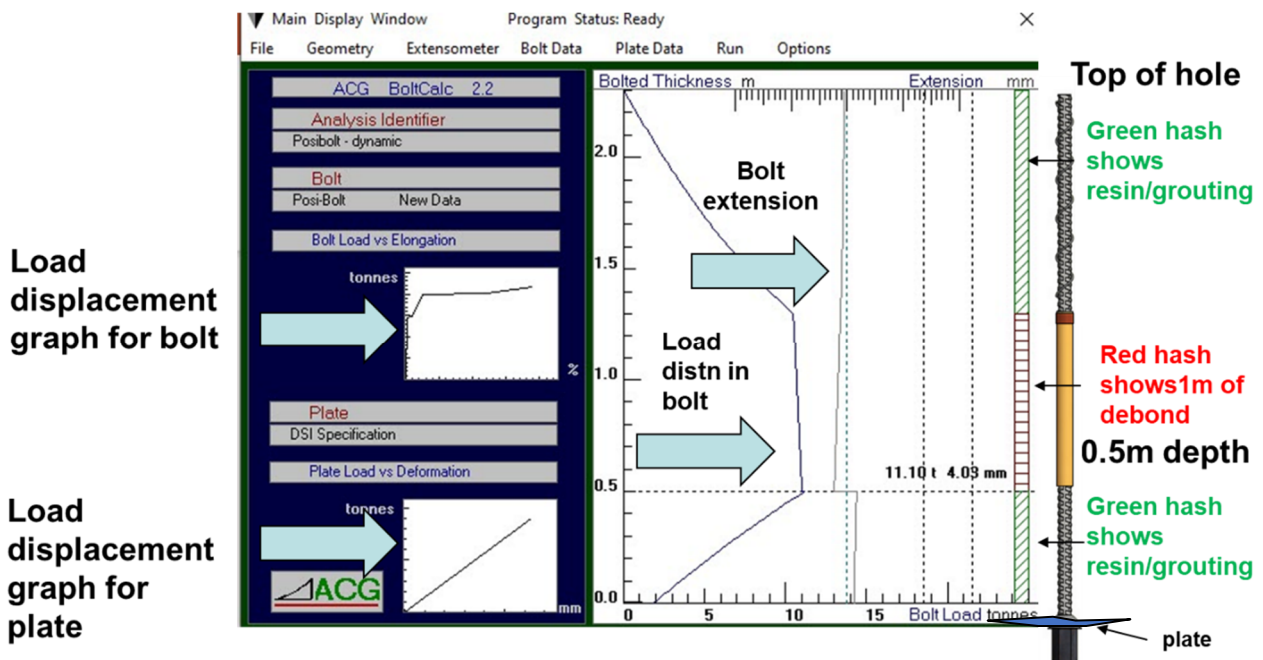 Main Display Window Program Status: Ready
File Geometry Extensometer Bolt Data Plate Data Run Options
ACG BoltCalc 2.2
Analysis Identifier
Posibolt - dynamic
Bolt
Posi-Bolt New Data
Bolt Load vs Elongation
tonnes
%
Plate
DSI Specification
Plate Load vs Deformation
tonnes
mm
ACG
Load
displacement
graph for bolt
Load
displacement
graph for
plate
Bolted Thickness m Extension mm
2.0
1.5
1.0
0.5
0.0
0 5 10 15 Bolt Load tonnes
Bolt
extension
Load
distn in
bolt
11.10 t 4.03 mm
Top of hole
Green hash
shows
resin/grouting
Red hash
shows1m of
debond
0.5m depth
Green hash
shows
resin/grouting
plate